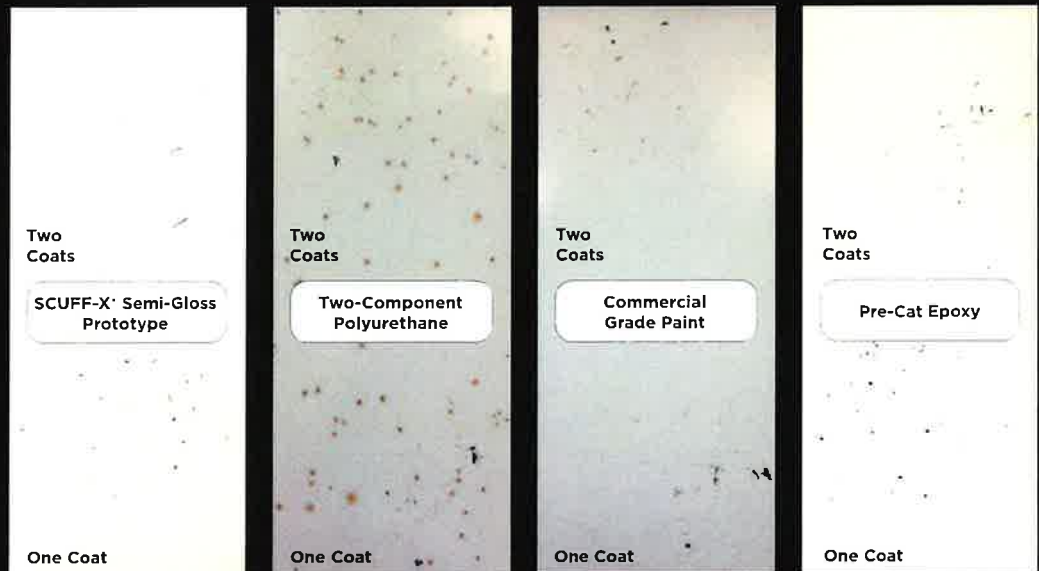 Two
Coats
SCUFF-X® Semi-Gloss
Prototype
One Coat
Two
Coats
Two-Component
Polyurethane
One Coat
Two
Coats
Commercial
Grade Paint
One Coat
Two
Coats
Pre-Cat Epoxy
One Coat